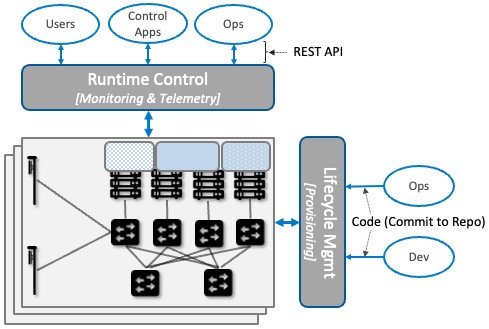 Users
Control
Apps
Ops
REST API
Runtime Control
[Monitoring & Telemetry]
Lifecycle Mgmt
[Provisioning]
Ops
Code (Commit to Repo)
Dev